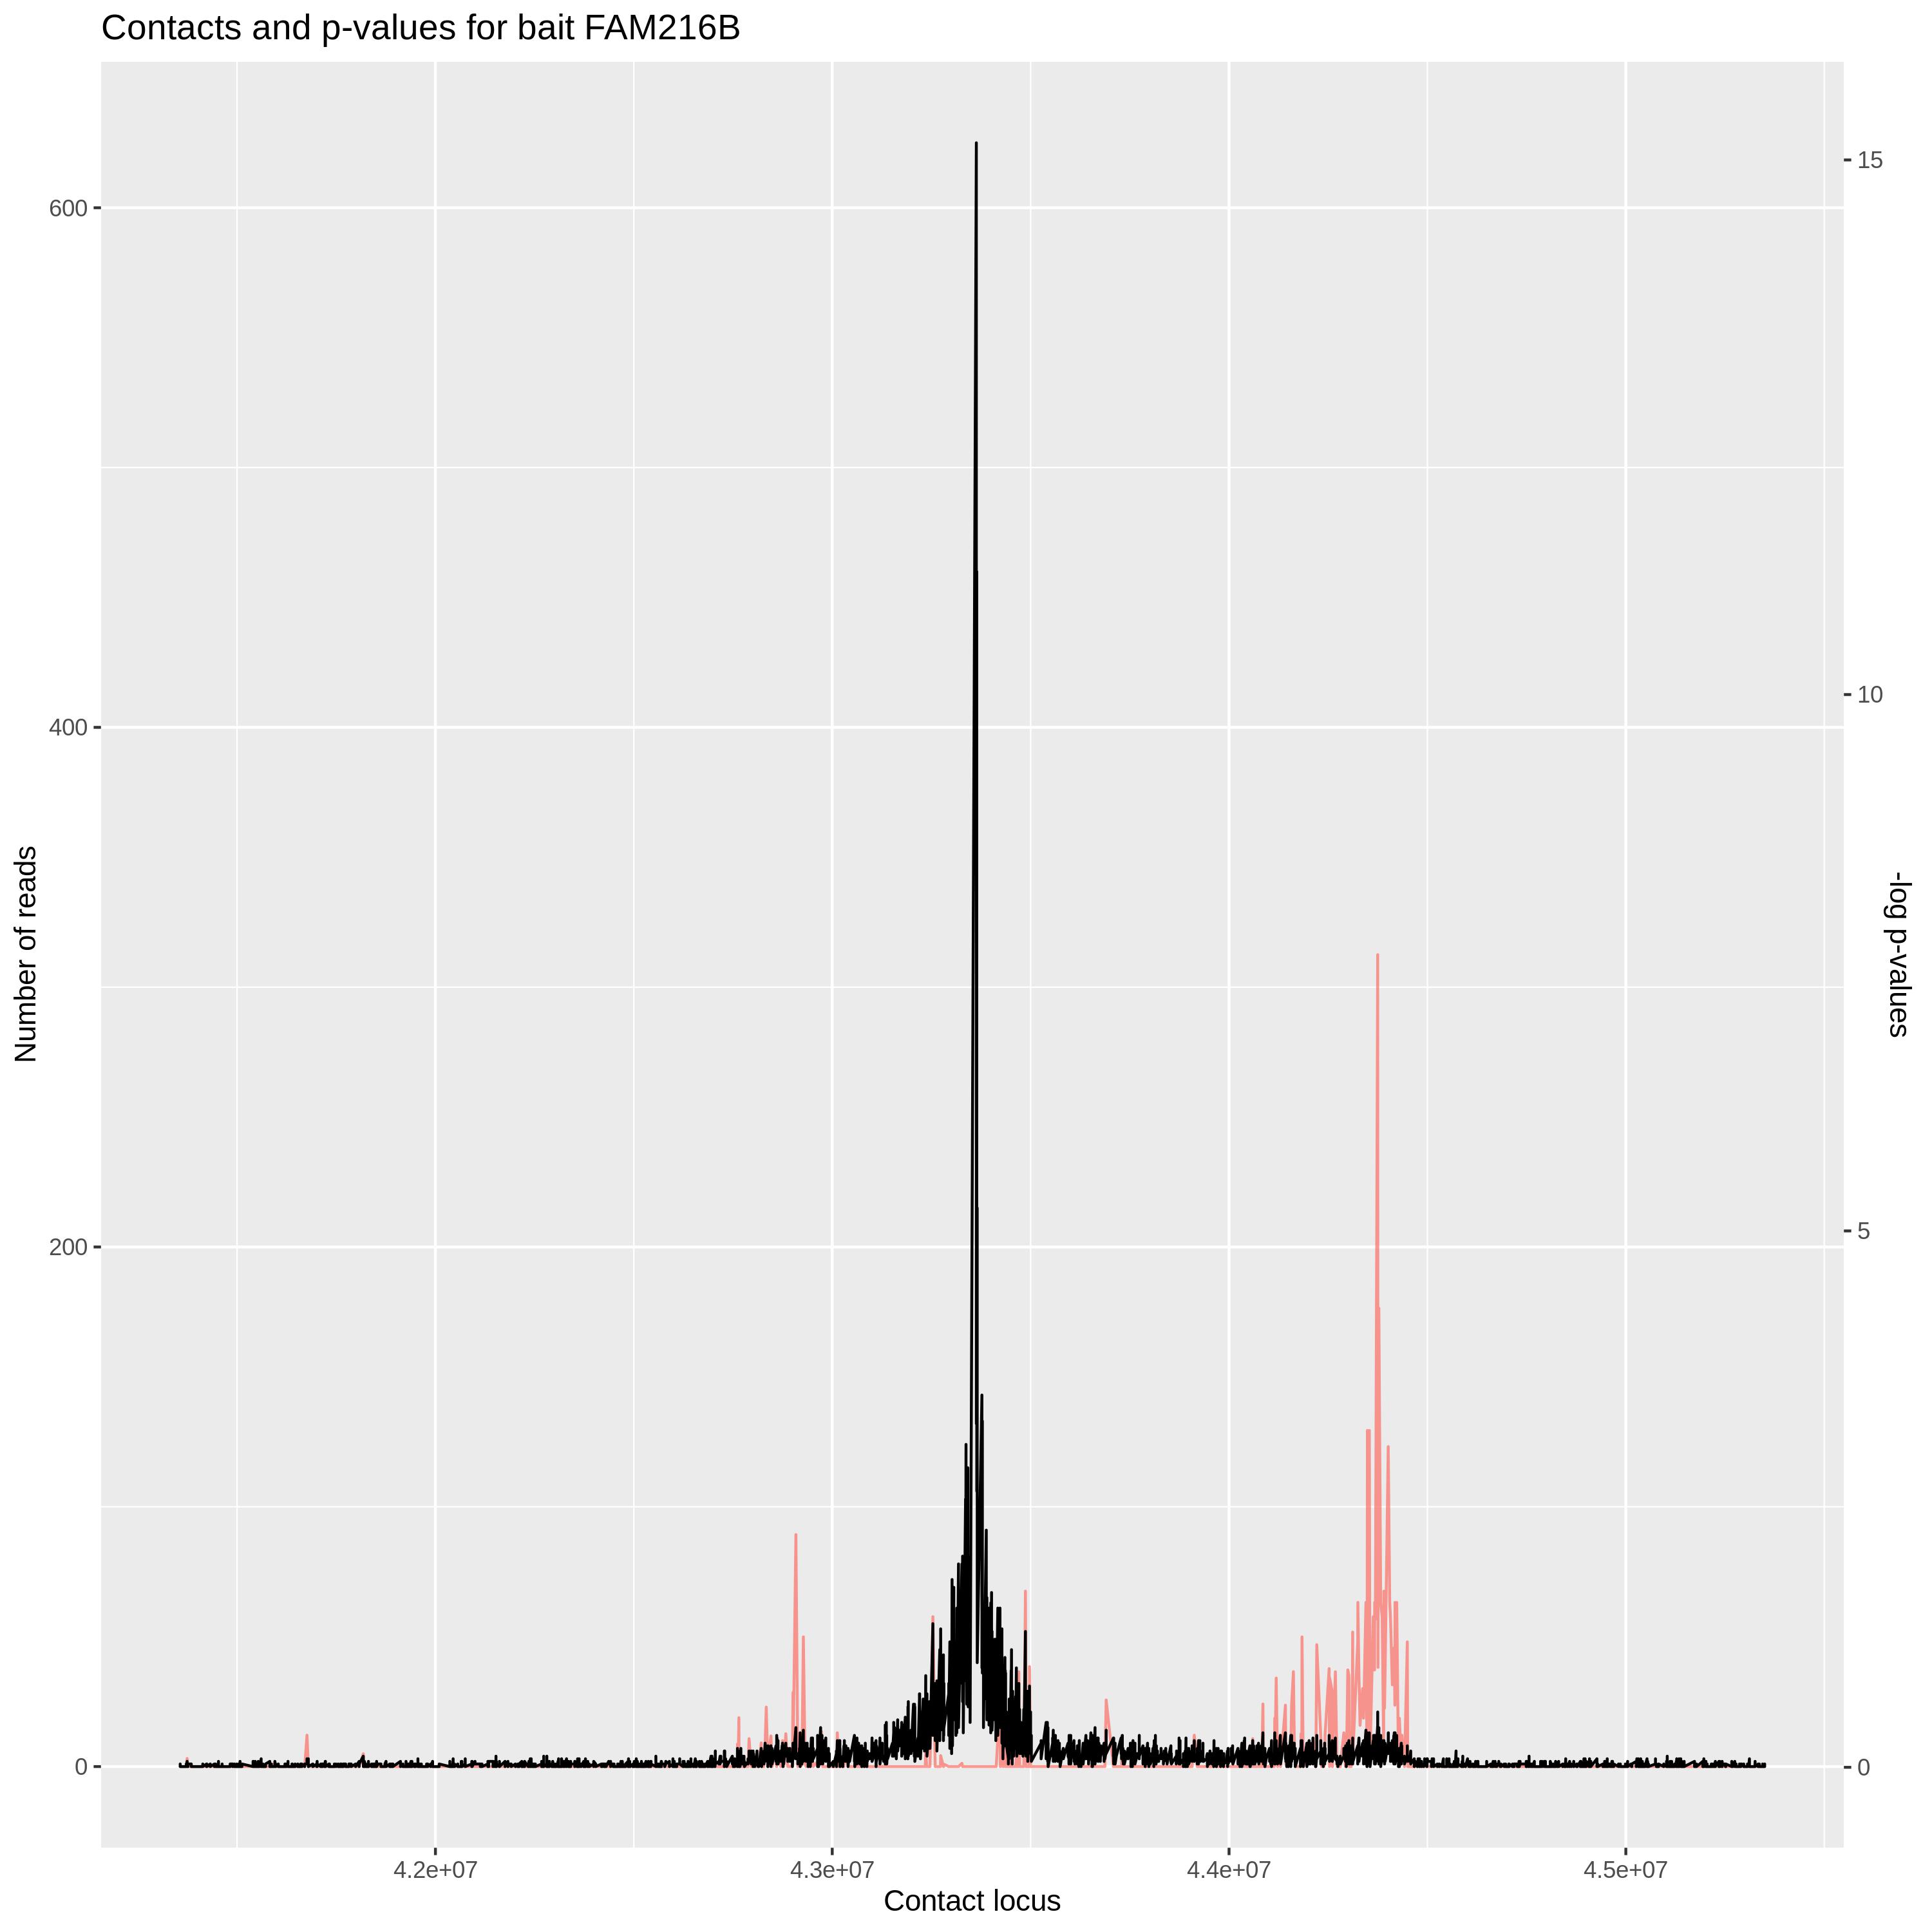 Contacts and p-values for bait FAM216B
600
400
200
0
15
10
5
0
Number of reads
-log p-values
4.2e+07
4.3e+07
4.4e+07
4.5e+07
Contact locus